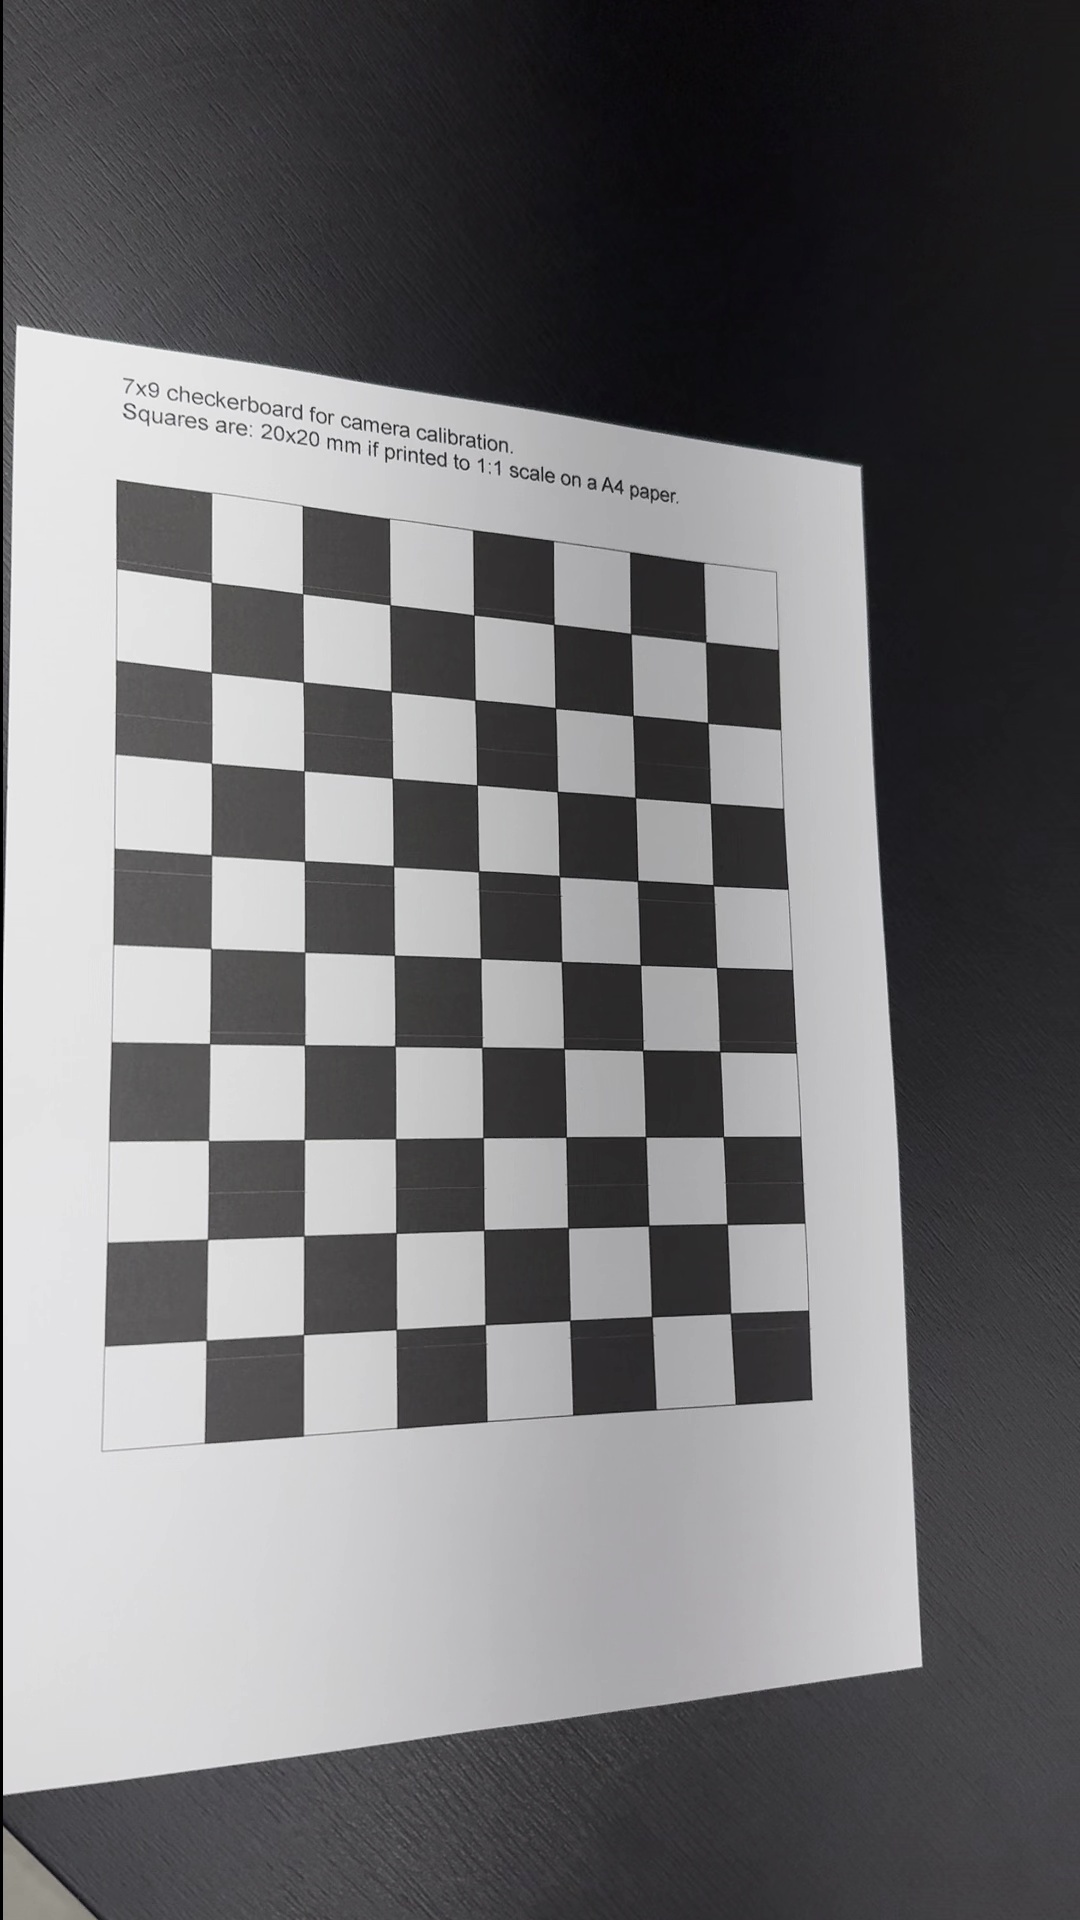 7x9 checkerboard for camera calibration.
Squares are: 20x20 mm if printed to 1:1 scale on a A4 paper.